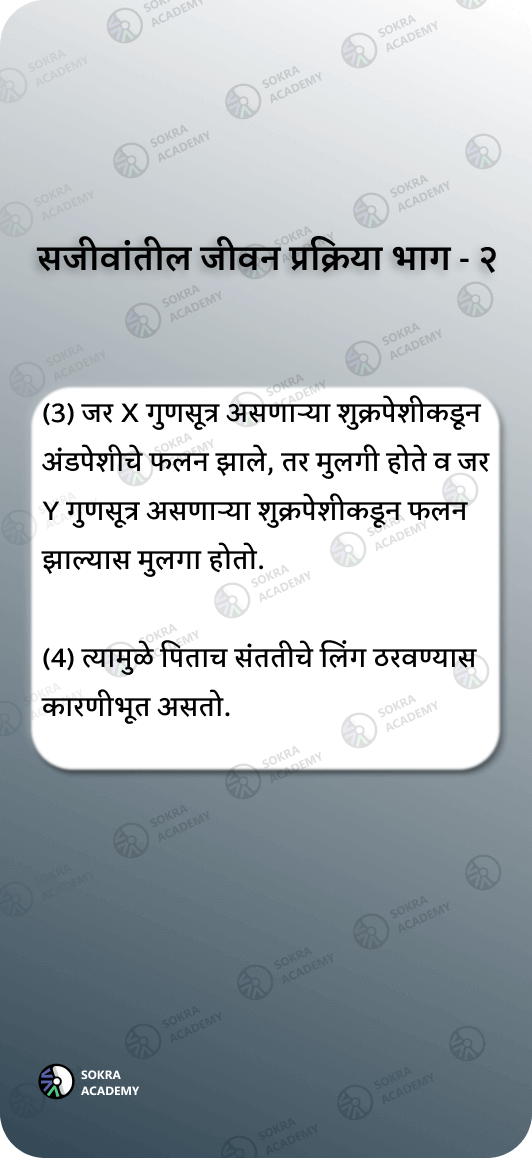 सजीवांतील जीवन प्रक्रिया भाग - २
(3) जर X गुणसूत्र असणाऱ्या शुक्रपेशीकडून
अंडपेशीचे फलन झाले, तर मुलगी होते व जर
Y गुणसूत्र असणाऱ्या शुक्रपेशीकडून फलन
झाल्यास मुलगा होतो.
(4) त्यामुळे पिताच संततीचे लिंग ठरवण्यास
कारणीभूत असतो.
SOKRA
ACADEMY